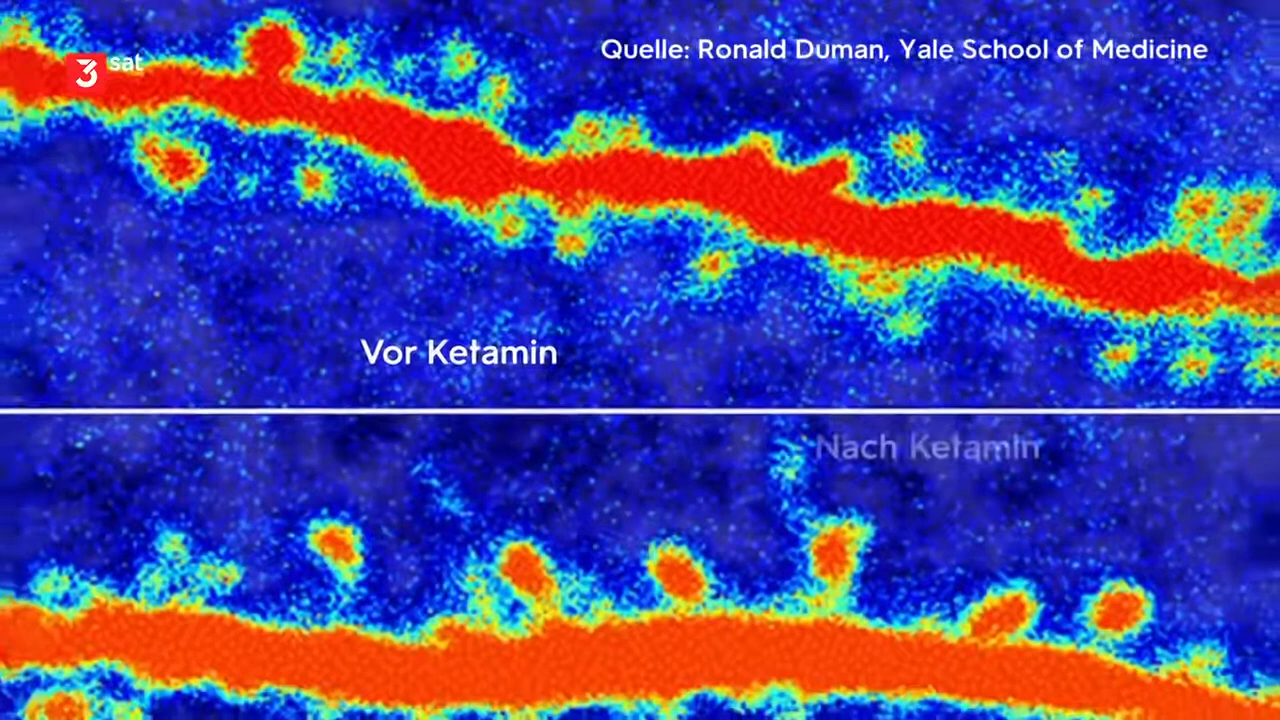 3sat
Quelle: Ronald Duman, Yale School of Medicine
Vor Ketamin
Nach Ketamin